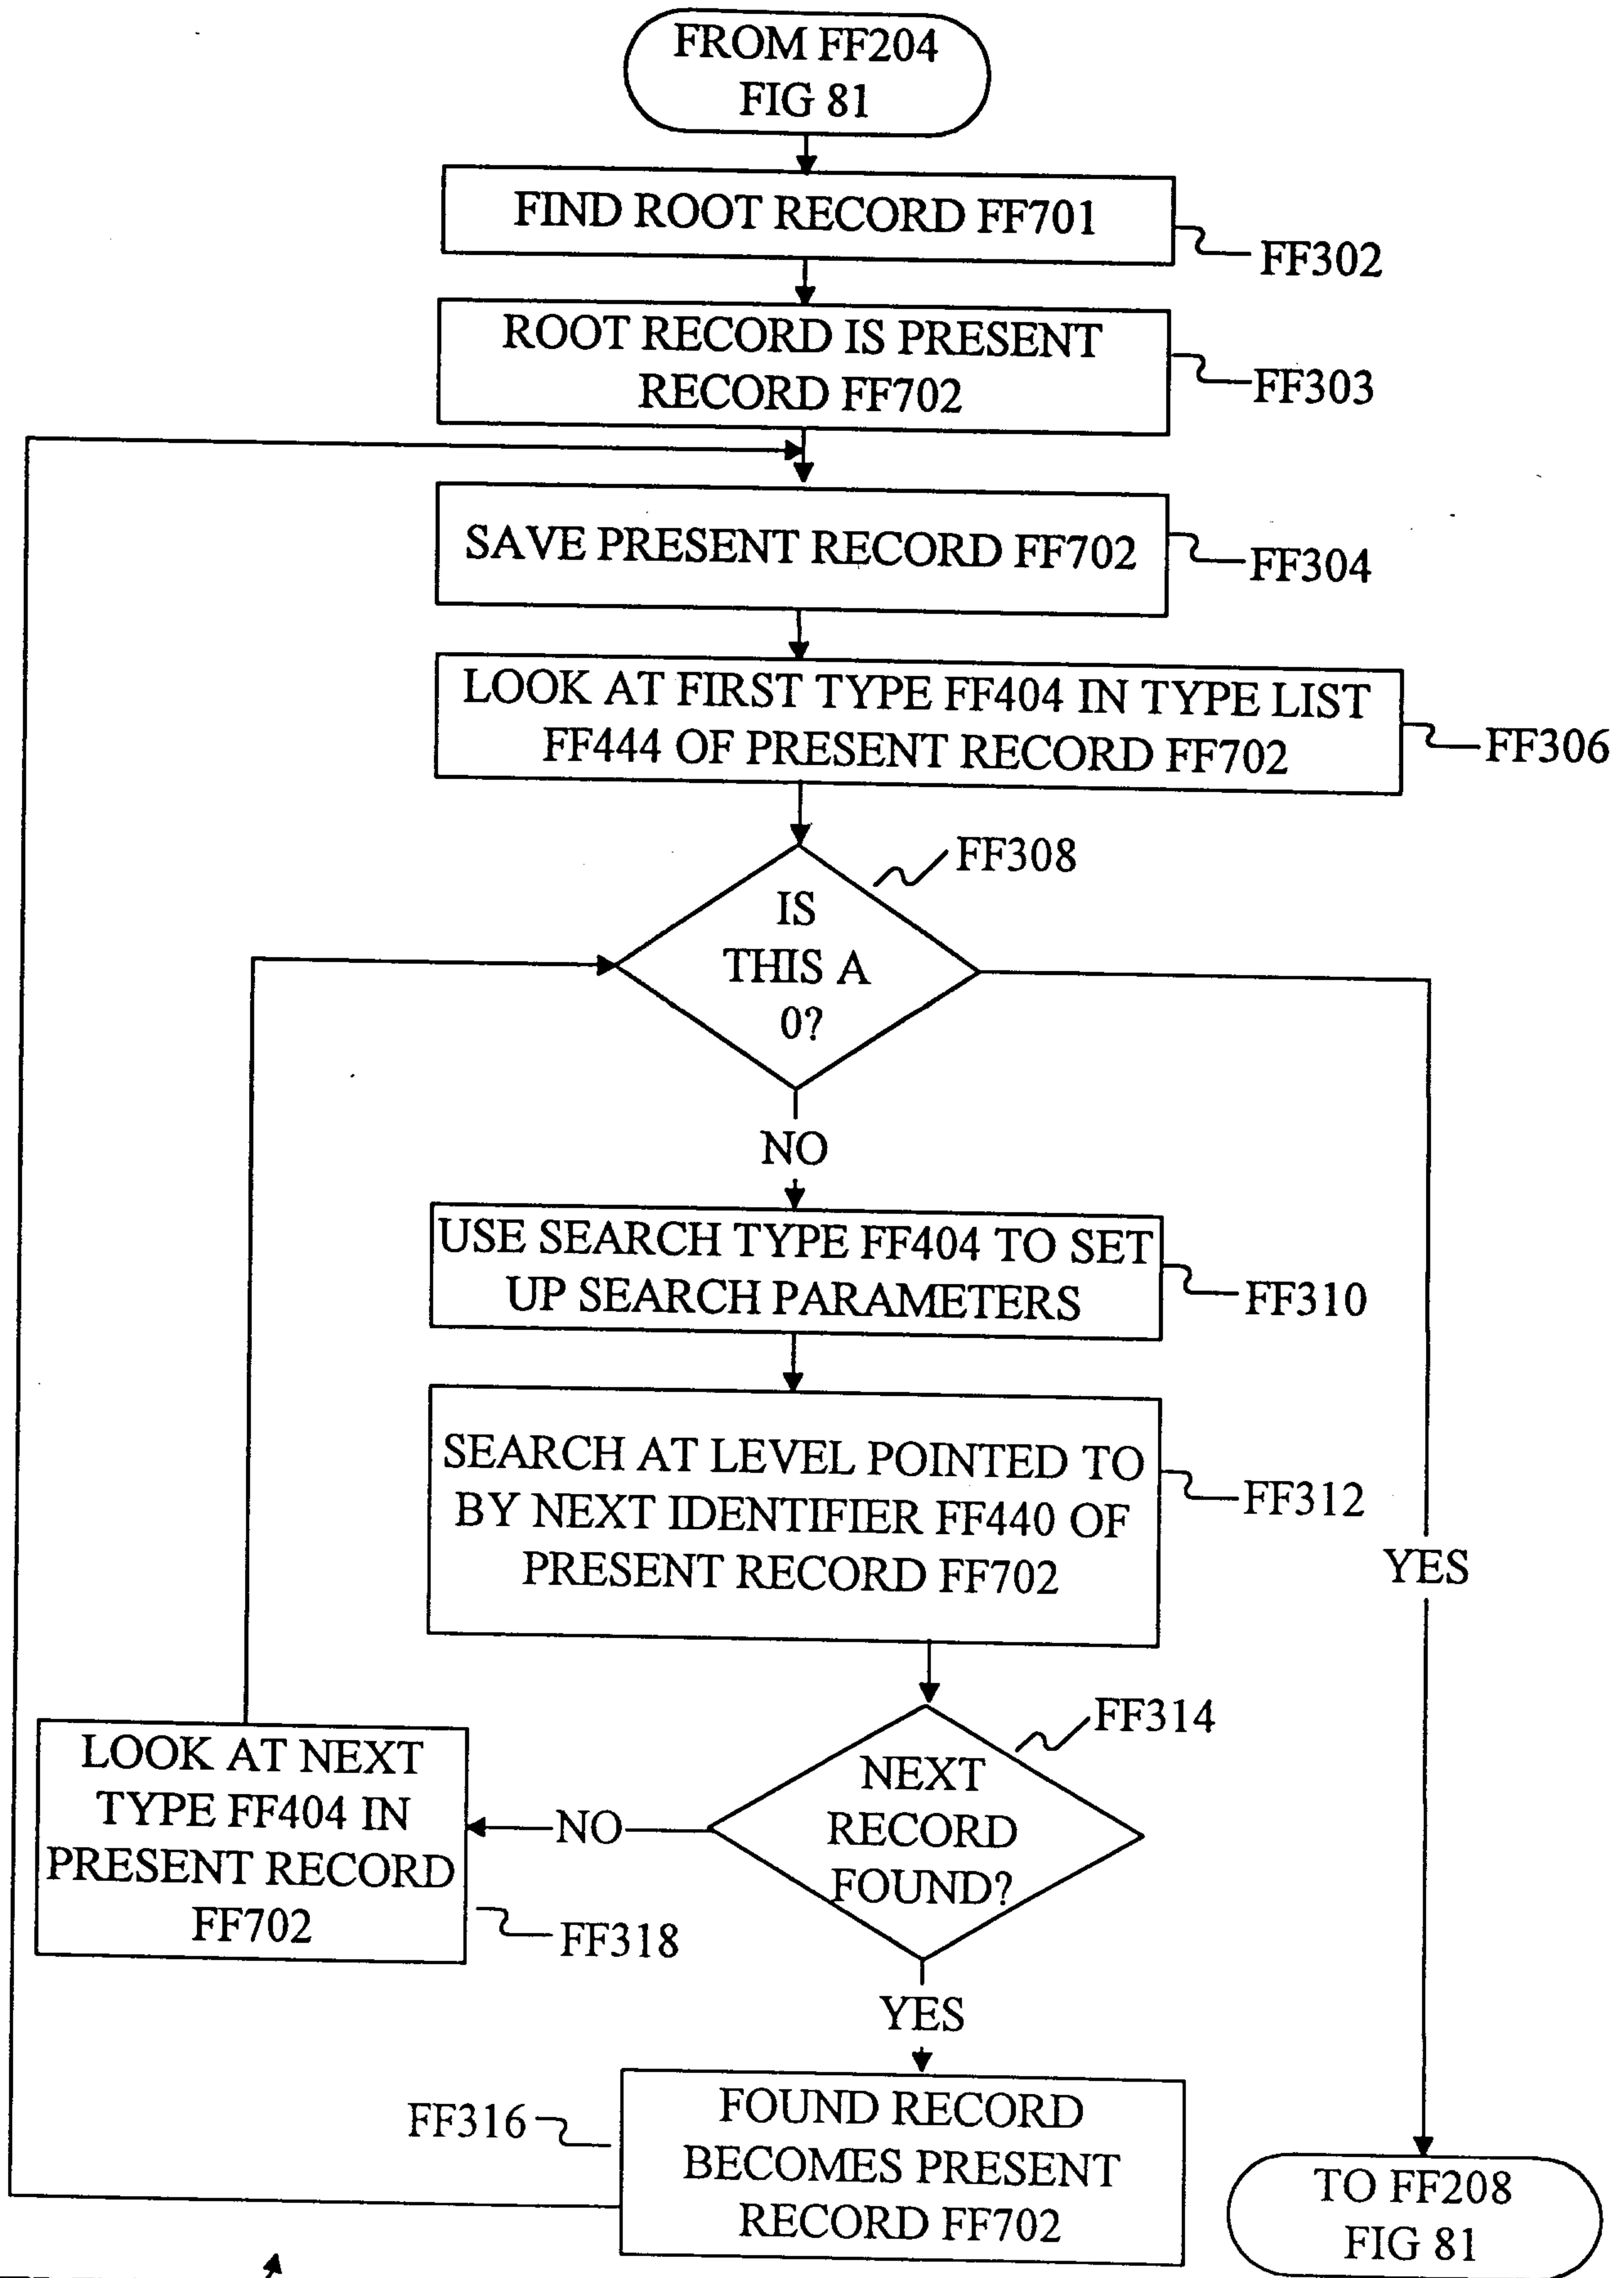 FROM FF204
FIG 81
FIND ROOT RECORD FF701
FF302
ROOT RECORD IS PRESENT
RECORD FF702
FF303
SAVE PRESENT RECORD FF702
FF304
LOOK AT FIRST TYPE FF404 IN TYPE LIST
FF444 OF PRESENT RECORD FF702
FF306
FF308
IS
THIS A
0?
NO
USE SEARCH TYPE FF404 TO SET
UP SEARCH PARAMETERS
FF310
SEARCH AT LEVEL POINTED TO
BY NEXT IDENTIFIER FF440 OF
PRESENT RECORD FF702
FF312
YES
FF314
NEXT
RECORD
FOUND?
NO
LOOK AT NEXT
TYPE FF404 IN
PRESENT RECORD
FF702
FF318
YES
FF316
FOUND RECORD
BECOMES PRESENT
RECORD FF702
TO FF208
FIG 81